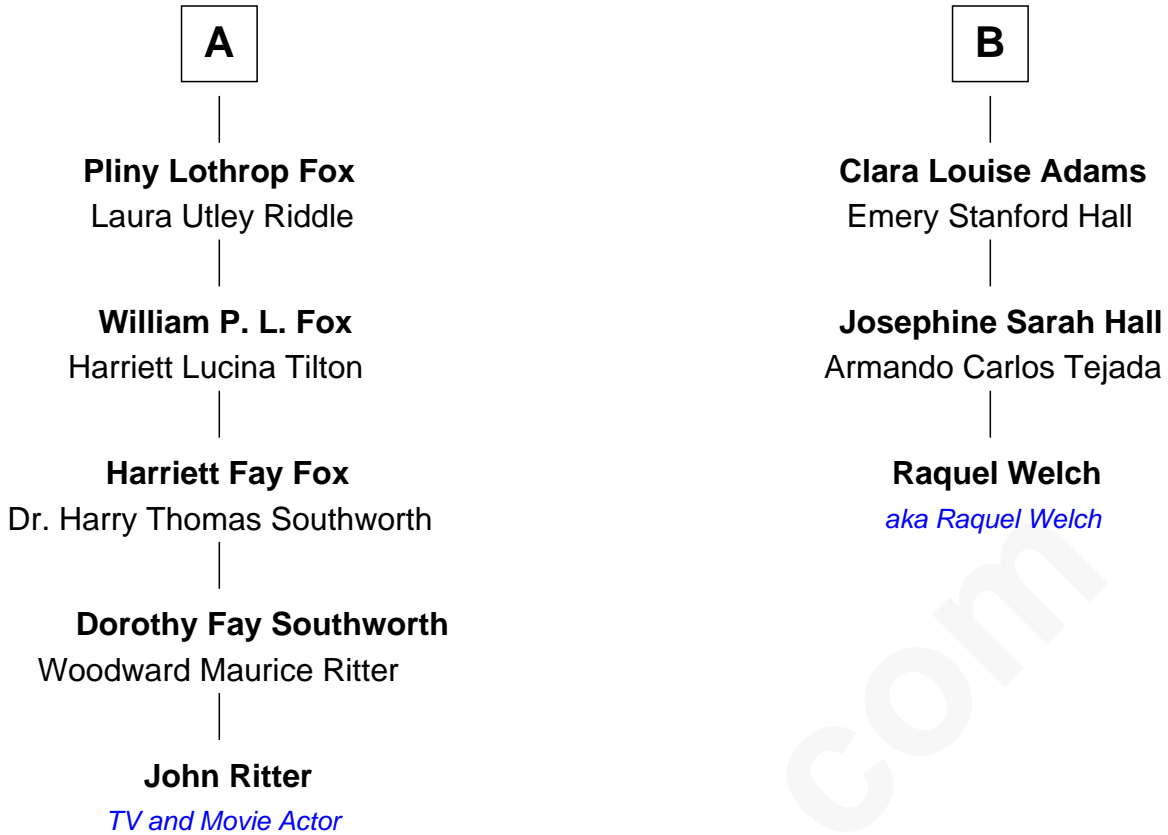 A
Pliny Lothrop Fox
Laura Utley Riddle
William P. L. Fox
Harriett Lucina Tilton
Harriett Fay Fox
Dr. Harry Thomas Southworth
Dorothy Fay Southworth
Woodward Maurice Ritter
John Ritter
TV and Movie Actor
B
Clara Louise Adams
Emery Stanford Hall
Josephine Sarah Hall
Armando Carlos Tejada
Raquel Welch
aka Raquel Welch
com